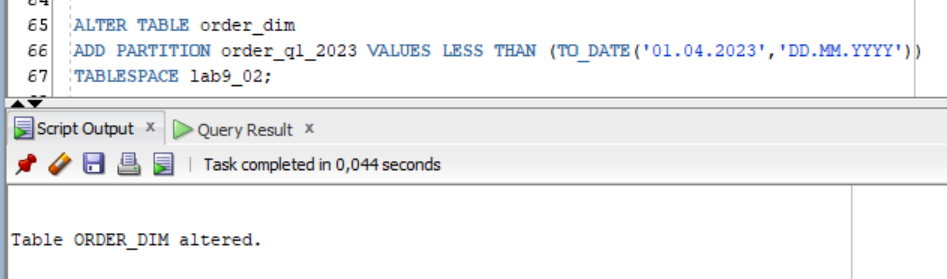 65 ALTER TABLE order_dim
66 ADD PARTITION order_q1_2023 VALUES LESS THAN (TO_DATE('01.04.2023','DD.MM.YYYY'))
67 TABLESPACE lab9_02;
Script Output x Query Result x
Task completed in 0,044 seconds
Table ORDER_DIM altered.